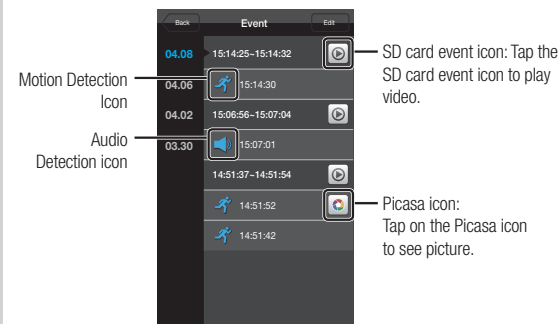 Back
Event
Edit
04.08
15:14:25~15:14:32
SD card event icon: Tap the
SD card event icon to play
video.
Motion Detection
Icon
04.06
15:14:30
04.02
15:06:56~15:07:04
Audio
Detection icon
03.30
15:07:01
14:51:37~14:51:54
14:51:52
Picasa icon:
Tap on the Picasa icon
to see picture.
14:51:42